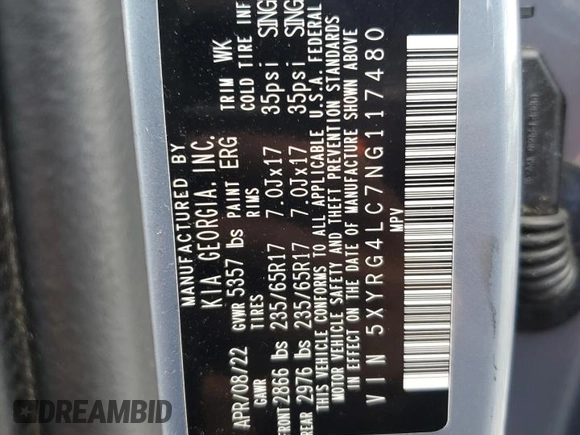 MANUFACTURED BY
KIA GEORGIA, INC.
APR/08/22 GVWR 5357 lbs PAINT ERG TRIM WK
GAWR TIRES RIMS COLD TIRE INF
FRONT 2866 lbs 235/65R17 7.0Jx17 35psi SING
REAR 2976 lbs 235/65R17 7.0Jx17 35psi SING
THIS VEHICLE CONFORMS TO ALL APPLICABLE U.S.A. FEDERAL
MOTOR VEHICLE SAFETY AND THEFT PREVENTION STANDARDS
IN EFFECT ON THE DATE OF MANUFACTURE SHOWN ABOVE
VIN 5XYRG4LC7NG117480
MPV
DREAMBID